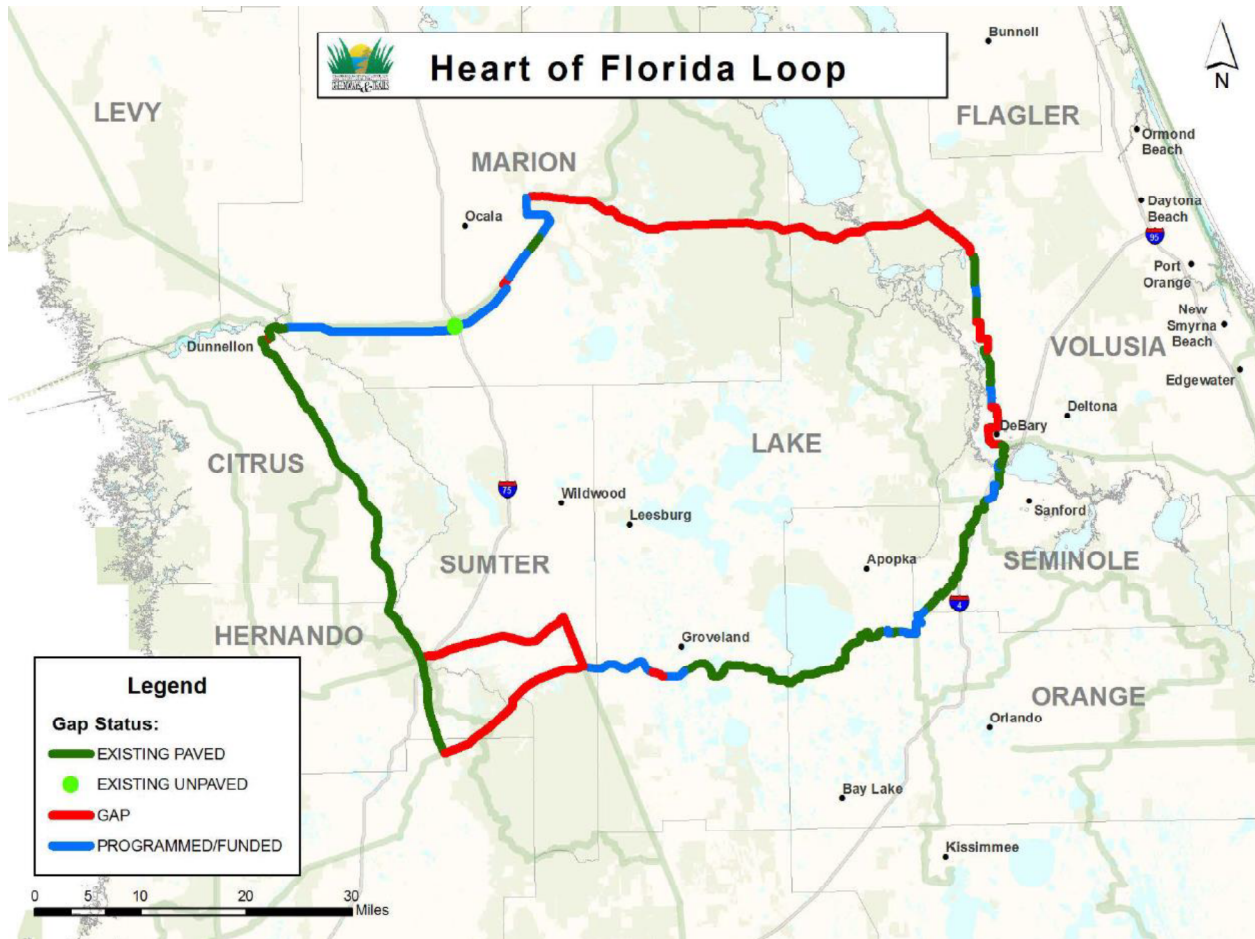 Heart of Florida Loop
N
Bunnell
LEVY
FLAGLER
Ormond
Beach
MARION
Daytona
Beach
Ocala
95
Port
Orange
New
Smyrna
Beach
Dunnellon
VOLUSIA
Edgewater
Deltona
DeBary
LAKE
CITRUS
75
Wildwood
Leesburg
Sanford
SUMTER
Apopka
SEMINOLE
4
HERNANDO
Groveland
ORANGE
Orlando
Bay Lake
Kissimmee
Legend
Gap Status:
EXISTING PAVED
EXISTING UNPAVED
GAP
PROGRAMMED/FUNDED
0 5 10 20 30
Miles